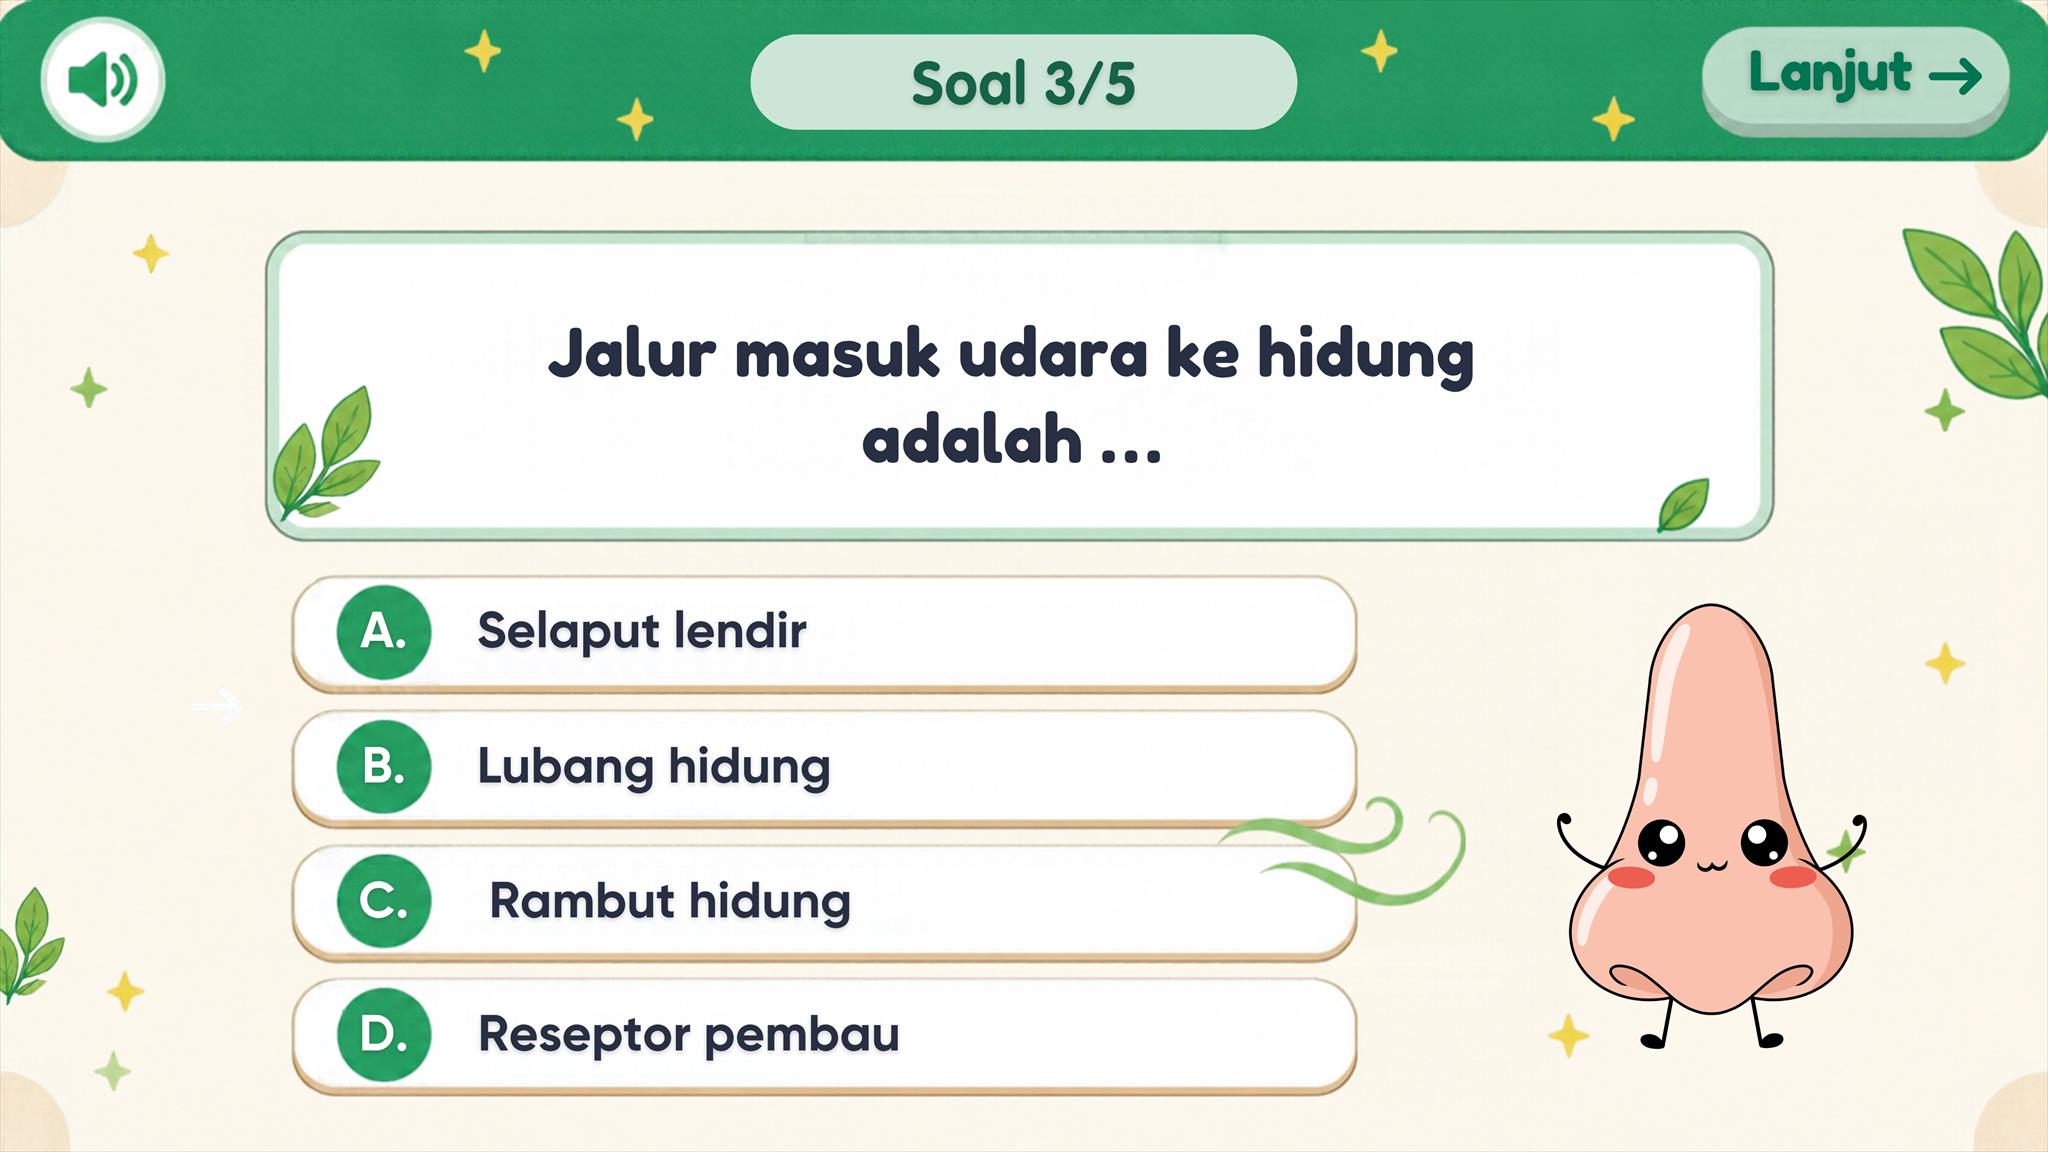 Soal 3/5
Lanjut →
Jalur masuk udara ke hidung
adalah ...
A. Selaput lendir
B. Lubang hidung
C. Rambut hidung
D. Reseptor pembau